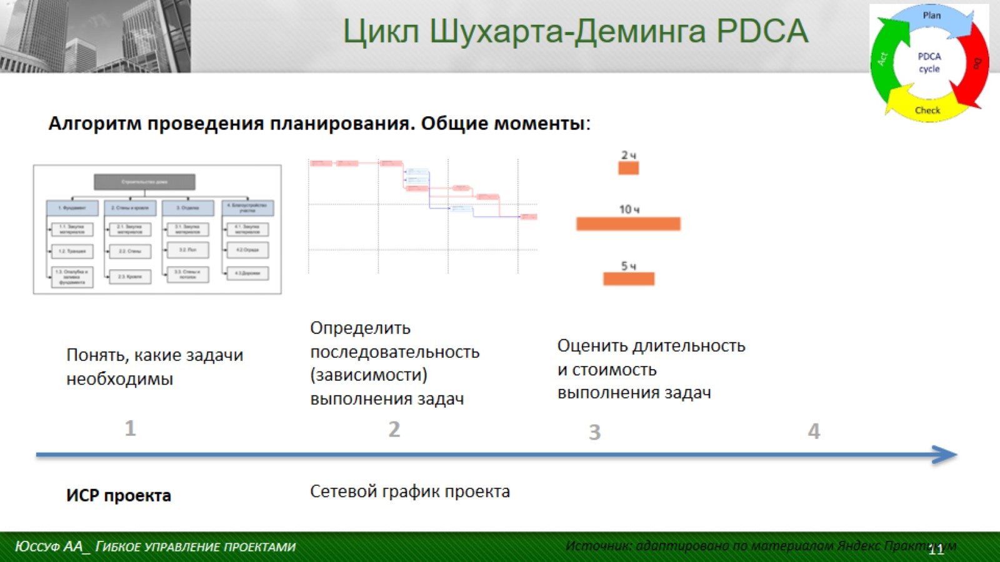 Цикл Шухарта-Деминга PDCA
Plan
Do
Check
Act
PDCA
cycle
Алгоритм проведения планирования. Общие моменты:
Строительство дома
1. Фундамент
2. Стены и кровля
3. Отделка
4. Благоустройство
участка
1.1. Закупка
материалов
2.1. Закупка
материалов
3.1. Закупка
материалов
4.1. Закупка
материалов
1.2. Траншея
2.2. Стены
3.2. Пол
4.2.Ограда
1.3. Опалубка и
заливка
фундамента
2.3. Кровля
3.3. Стены и
потолок
4.3.Дорожки
2 ч
10 ч
5 ч
Понять, какие задачи
необходимы
Определить
последовательность
(зависимости)
выполнения задач
Оценить длительность
и стоимость
выполнения задач
1
2
3
4
ИСР проекта
Сетевой график проекта
Юссуф АА_ Гибкое управление проектами
Источник: адаптировано по материалам Яндекс Практикум
11